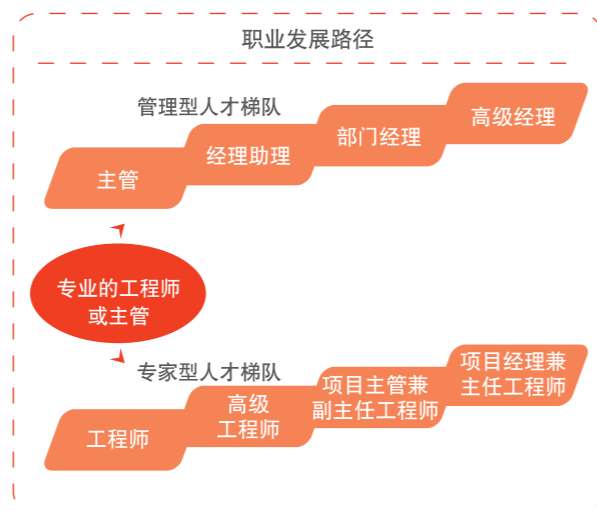 职业发展路径
管理型人才梯队
主管
经理助理
部门经理
高级经理
专业的工程师
或主管
专家型人才梯队
工程师
高级
工程师
项目主管兼
副主任工程师
项目经理兼
主任工程师